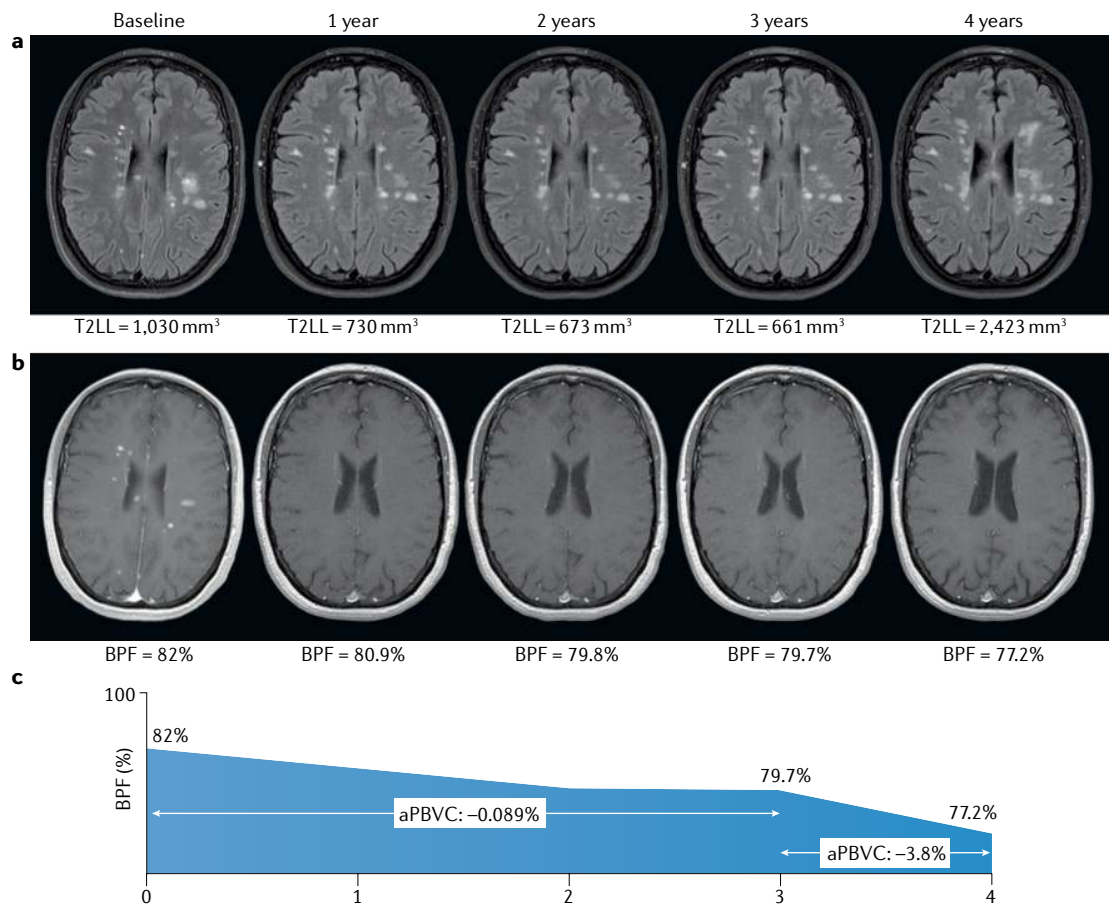 Baseline 1 year 2 years 3 years 4 years
a
T2LL = 1,030 mm³ T2LL = 730 mm³ T2LL = 673 mm³ T2LL = 661 mm³ T2LL = 2,423 mm³
b
BPF = 82% BPF = 80.9% BPF = 79.8% BPF = 79.7% BPF = 77.2%
c
100
82%
79.7%
77.2%
BPF (%)
aPBVC: –0.089%
aPBVC: –3.8%
0 1 2 3 4